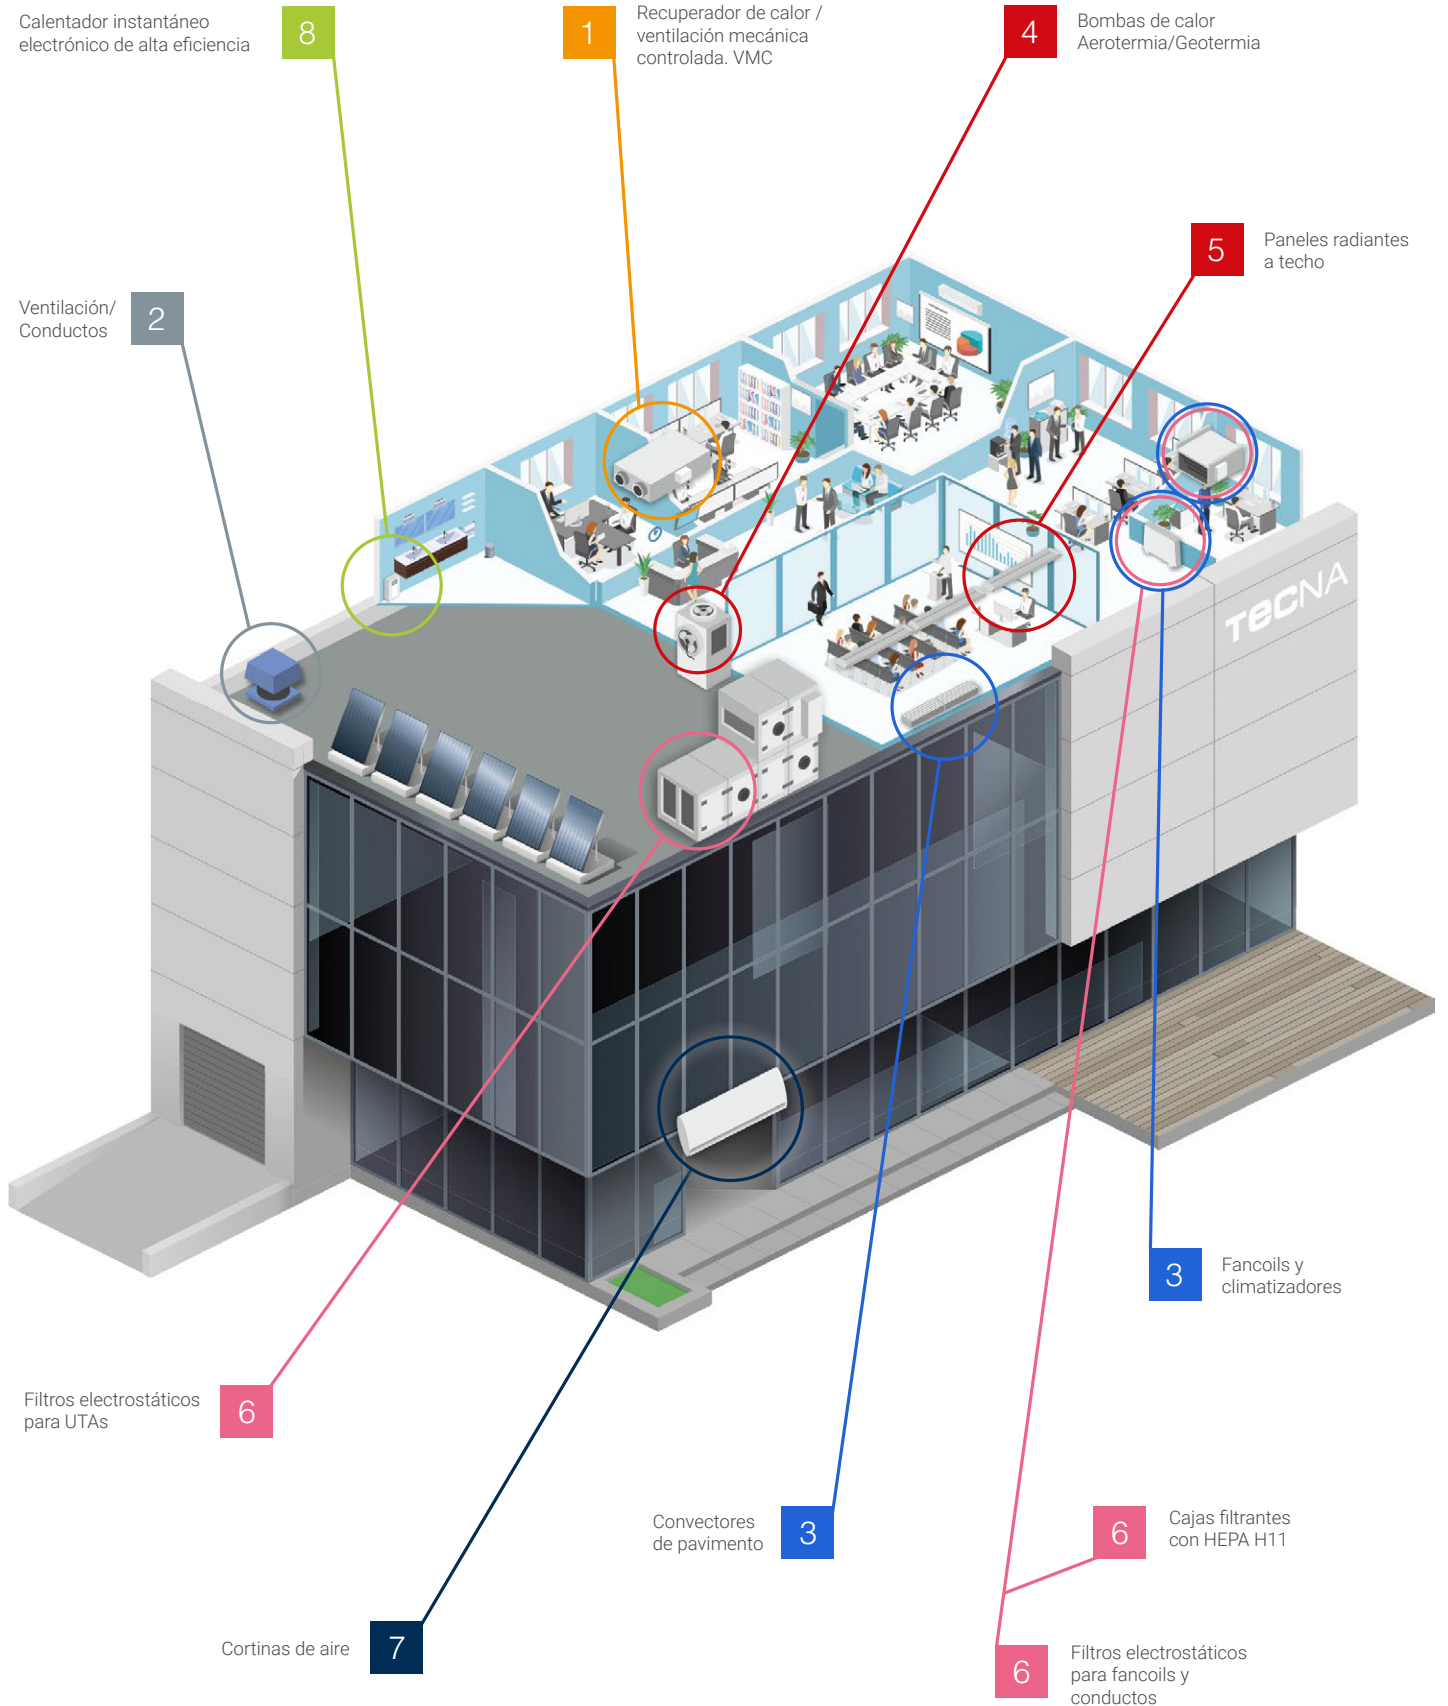 Calentador instantáneo
electrónico de alta eficiencia
8
1
Recuperador de calor /
ventilación mecánica
controlada. VMC
4
Bombas de calor
Aerotermia/Geotermia
5
Paneles radiantes
a techo
Ventilación/
Conductos
2
TECNA
3
Fancoils y
climatizadores
Filtros electrostáticos
para UTAs
6
Convectores
de pavimento
3
6
Cajas filtrantes
con HEPA H11
Cortinas de aire
7
6
Filtros electrostáticos
para fancoils y
conductos